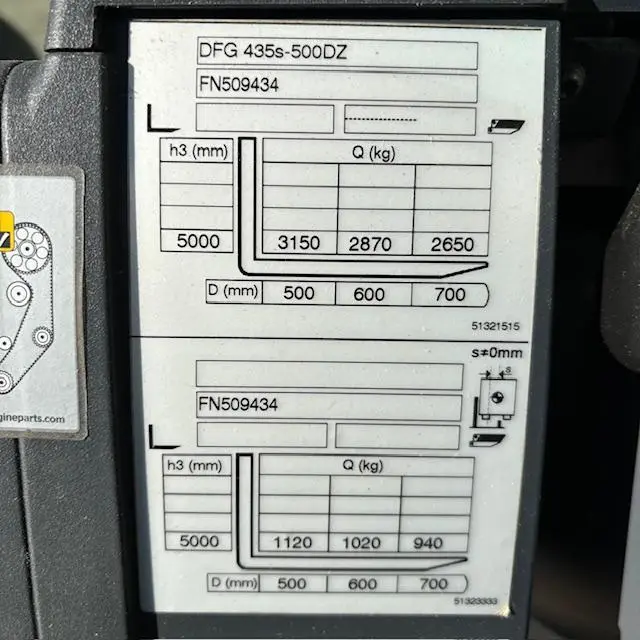 DFG 435s-500DZ
FN509434
h3 (mm) Q (kg)
5000 3150 2870 2650
D (mm) 500 600 700
51321515
s≠0mm
s
FN509434
h3 (mm) Q (kg)
5000 1120 1020 940
D (mm) 500 600 700
51323333
gineparts.com